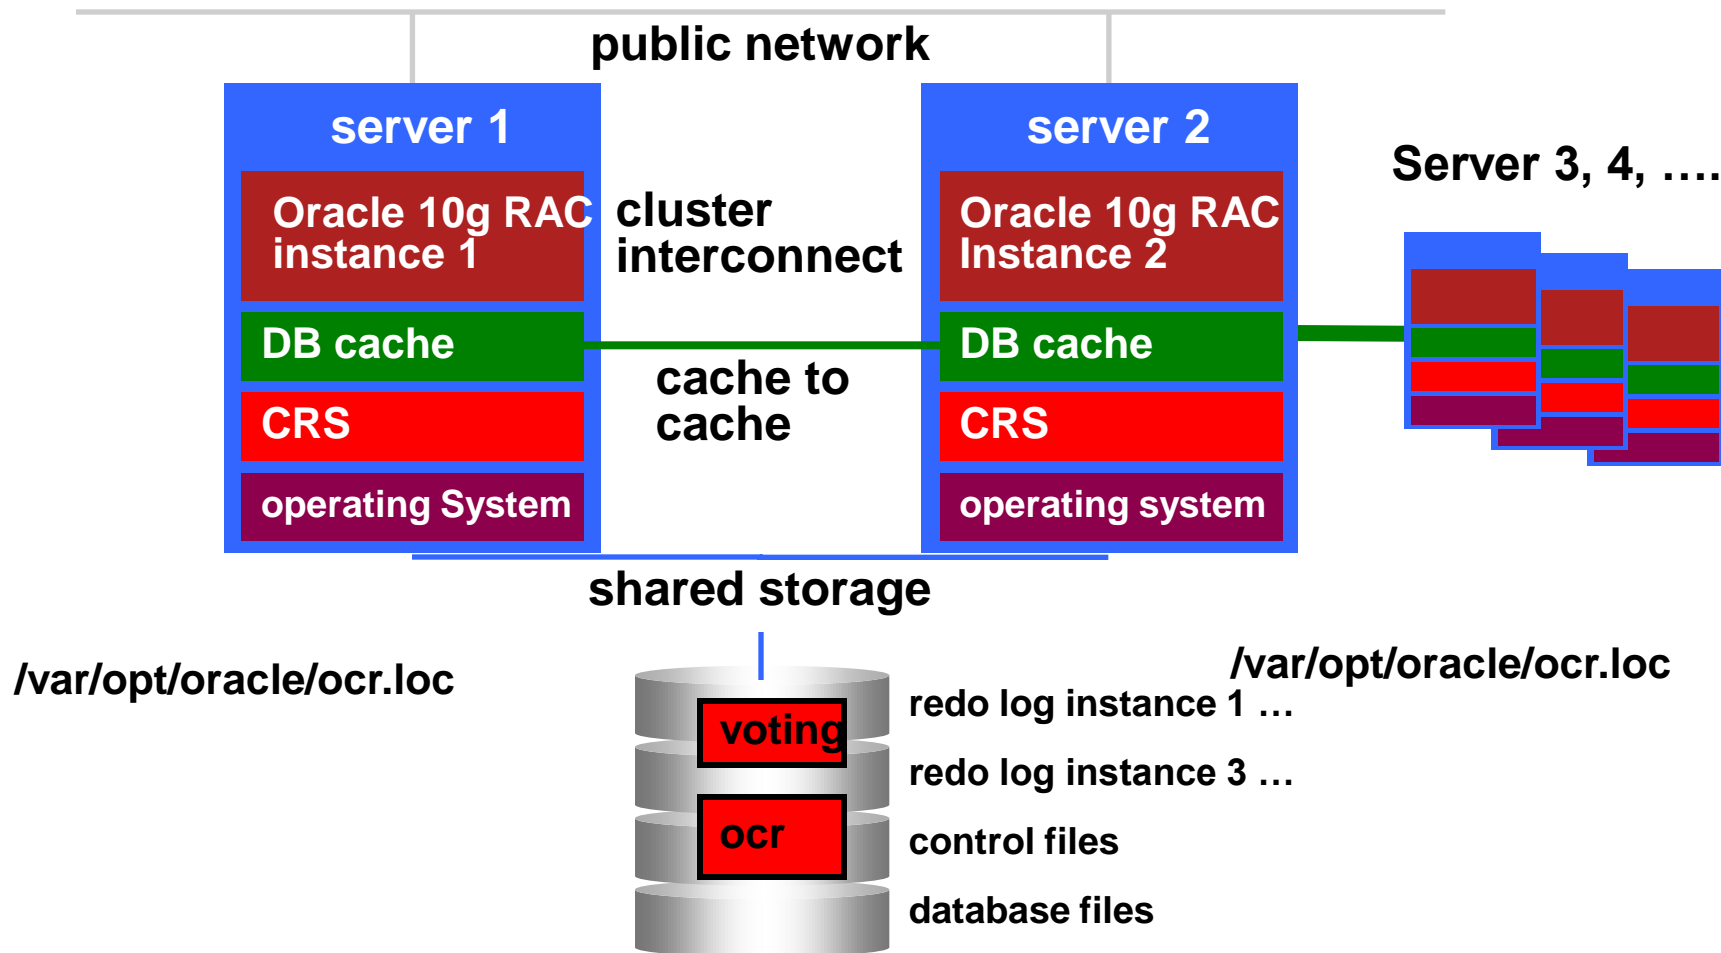 public network
server 1
server 2
Server 3, 4, ....
Oracle 10g RAC
instance 1
cluster
interconnect
Oracle 10g RAC
Instance 2
DB cache
DB cache
cache to
cache
CRS
CRS
operating System
operating system
shared storage
/var/opt/oracle/ocr.loc
/var/opt/oracle/ocr.loc
voting
redo log instance 1 …
redo log instance 3 …
ocr
control files
database files